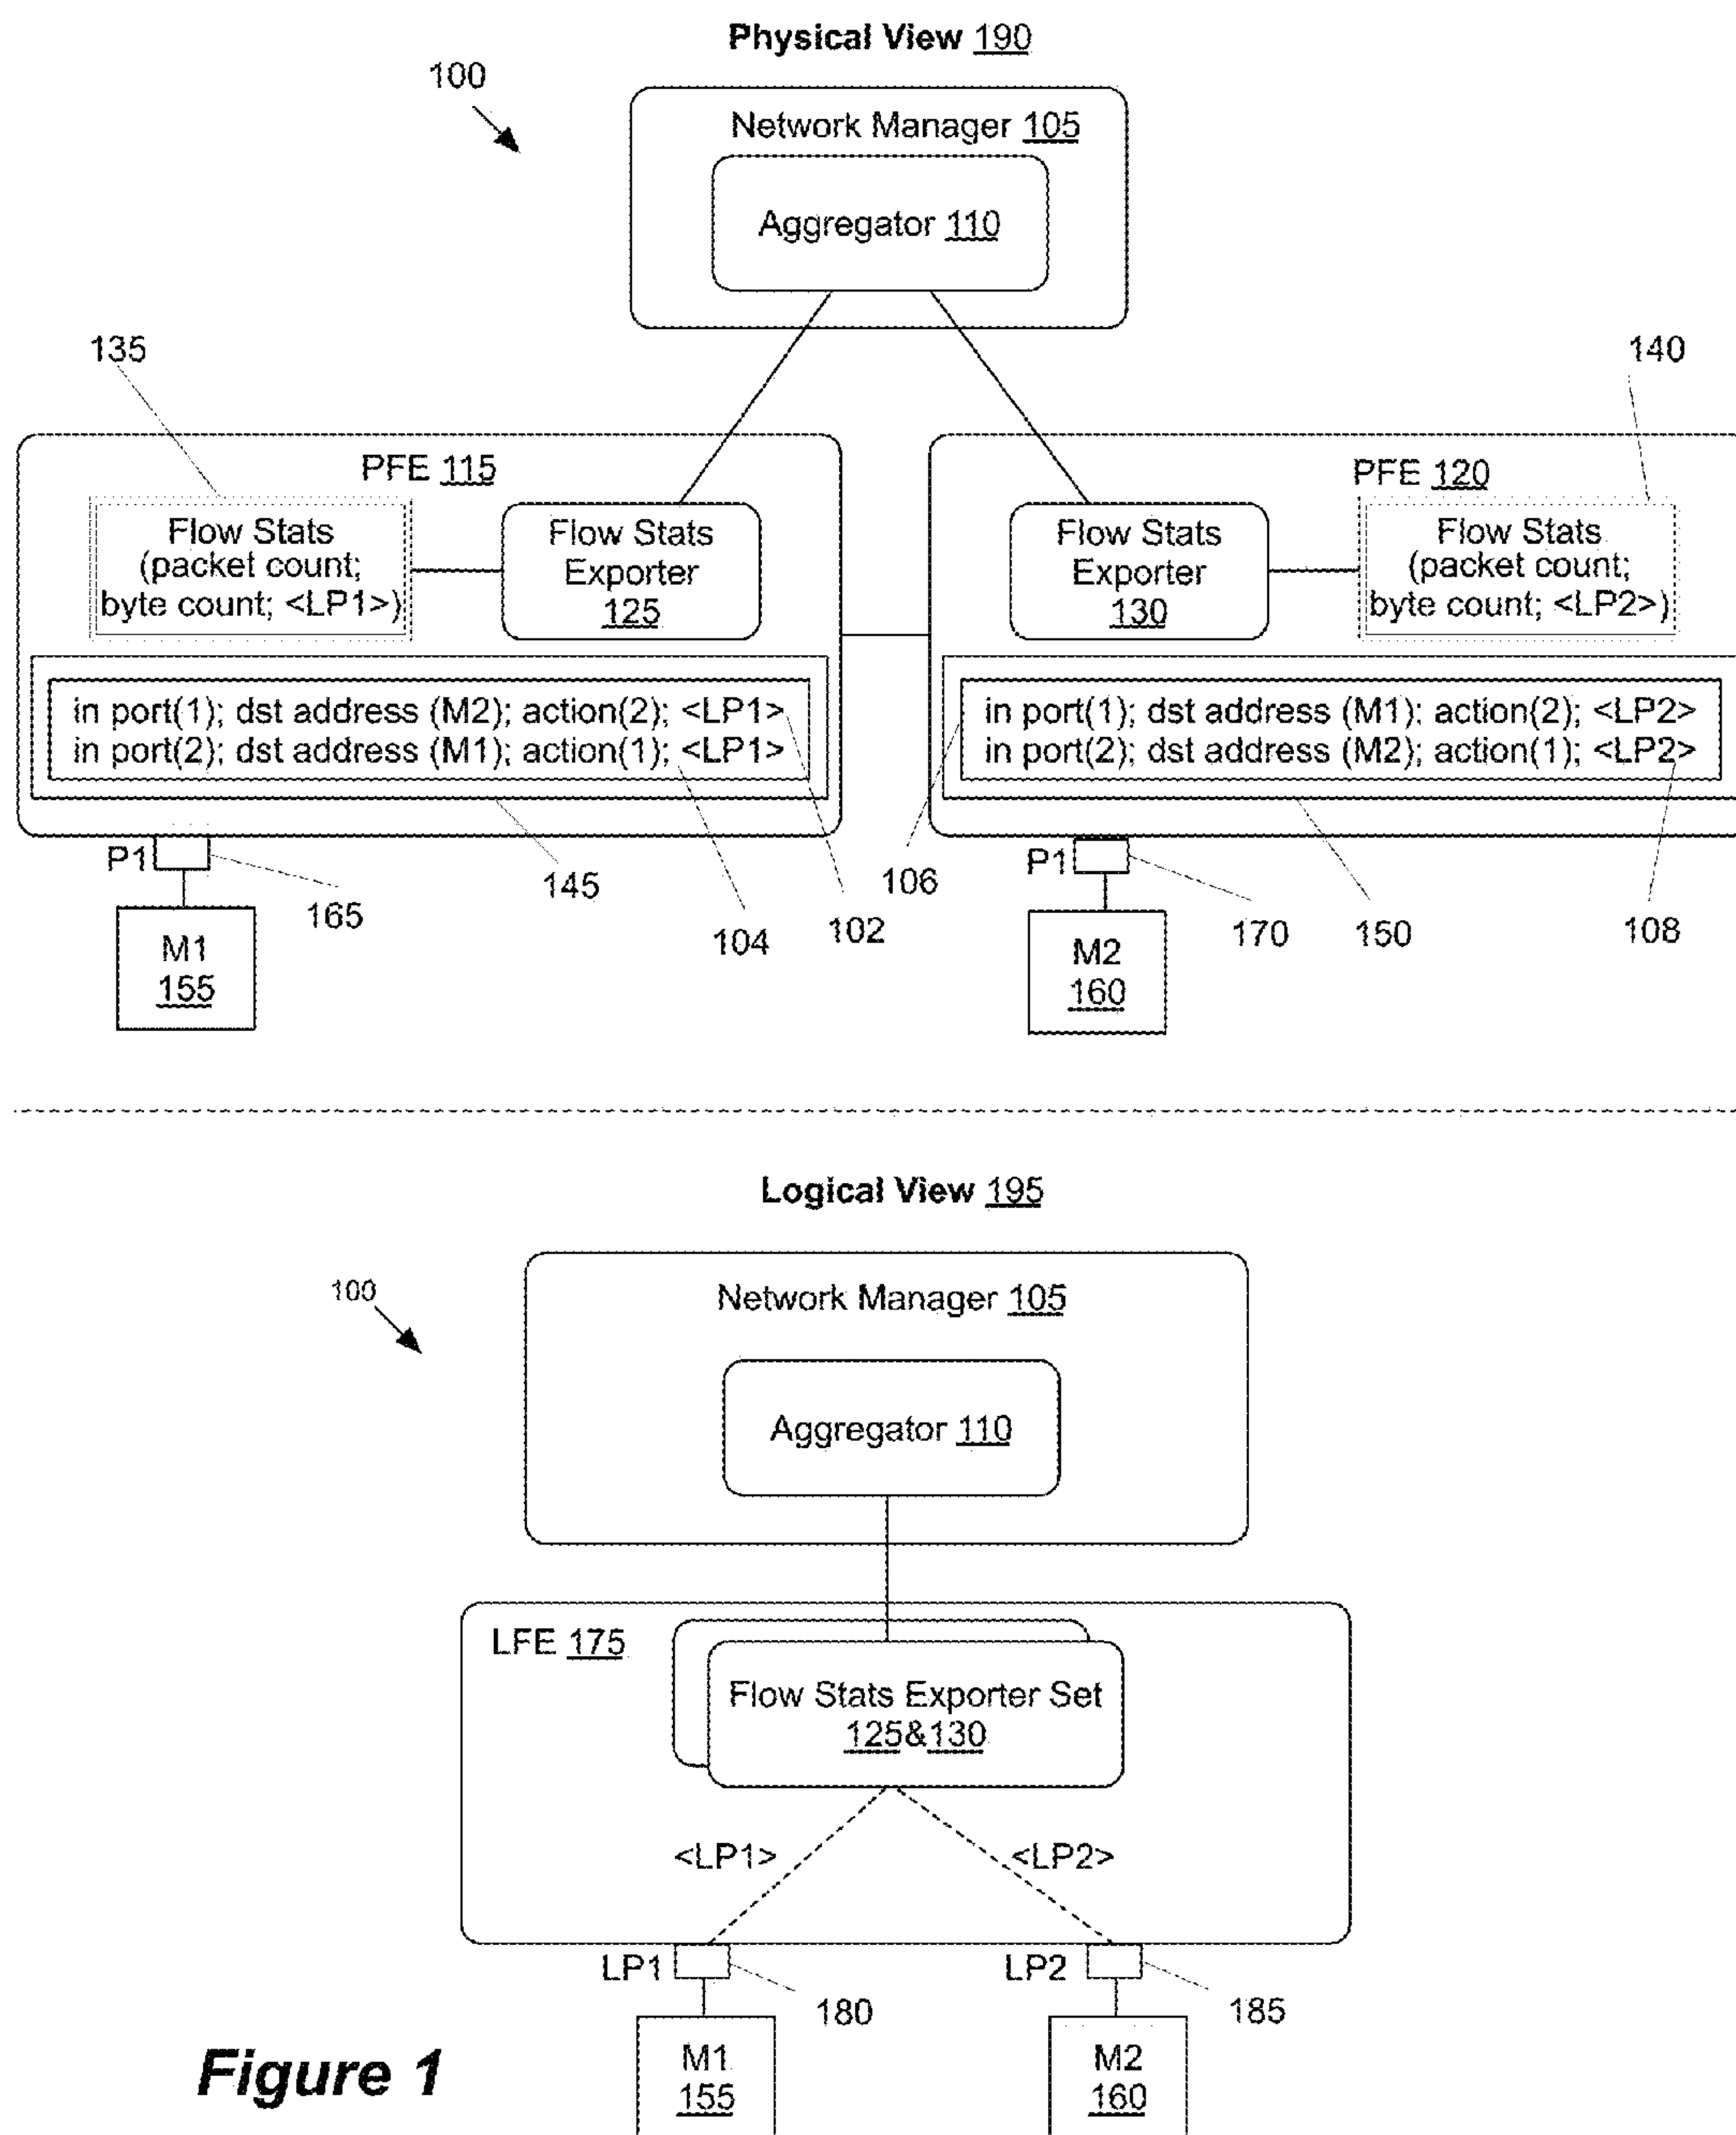 Physical View 190
100
Network Manager 105
Aggregator 110
135
140
PFE 115
Flow Stats
(packet count;
byte count; <LP1>)
Flow Stats
Exporter
125
PFE 120
Flow Stats
Exporter
130
Flow Stats
(packet count;
byte count; <LP2>)
in port(1); dst address (M2); action(2); <LP1>
in port(2); dst address (M1); action(1); <LP1>
in port(1); dst address (M1); action(2); <LP2>
in port(2); dst address (M2); action(1); <LP2>
P1
165
145
104
102
106
P1
170
150
108
M1
155
M2
160
Logical View 195
100
Network Manager 105
Aggregator 110
LFE 175
Flow Stats Exporter Set
125&130
<LP1>
<LP2>
LP1
180
LP2
185
M1
155
M2
160
Figure 1